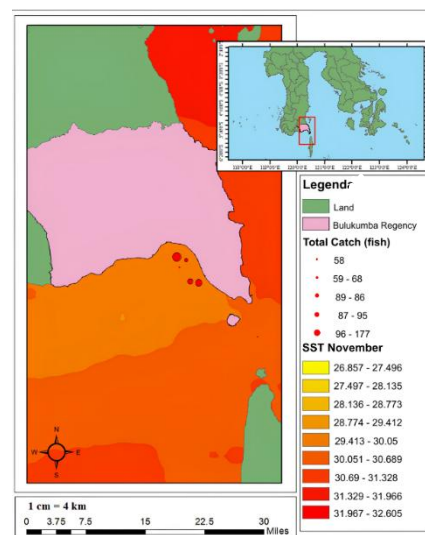 Legend:
Land
Bulukumba Regency
Total Catch (fish)
58
59 - 68
89 - 86
87 - 95
96 - 177
SST November
26.857 - 27.496
27.497 - 28.135
28.136 - 28.773
28.774 - 29.412
29.413 - 30.05
30.051 - 30.689
30.69 - 31.328
31.329 - 31.966
31.967 - 32.605
N
W E
S
1 cm = 4 km
0 3.75 7.5 15 22.5 30
Miles